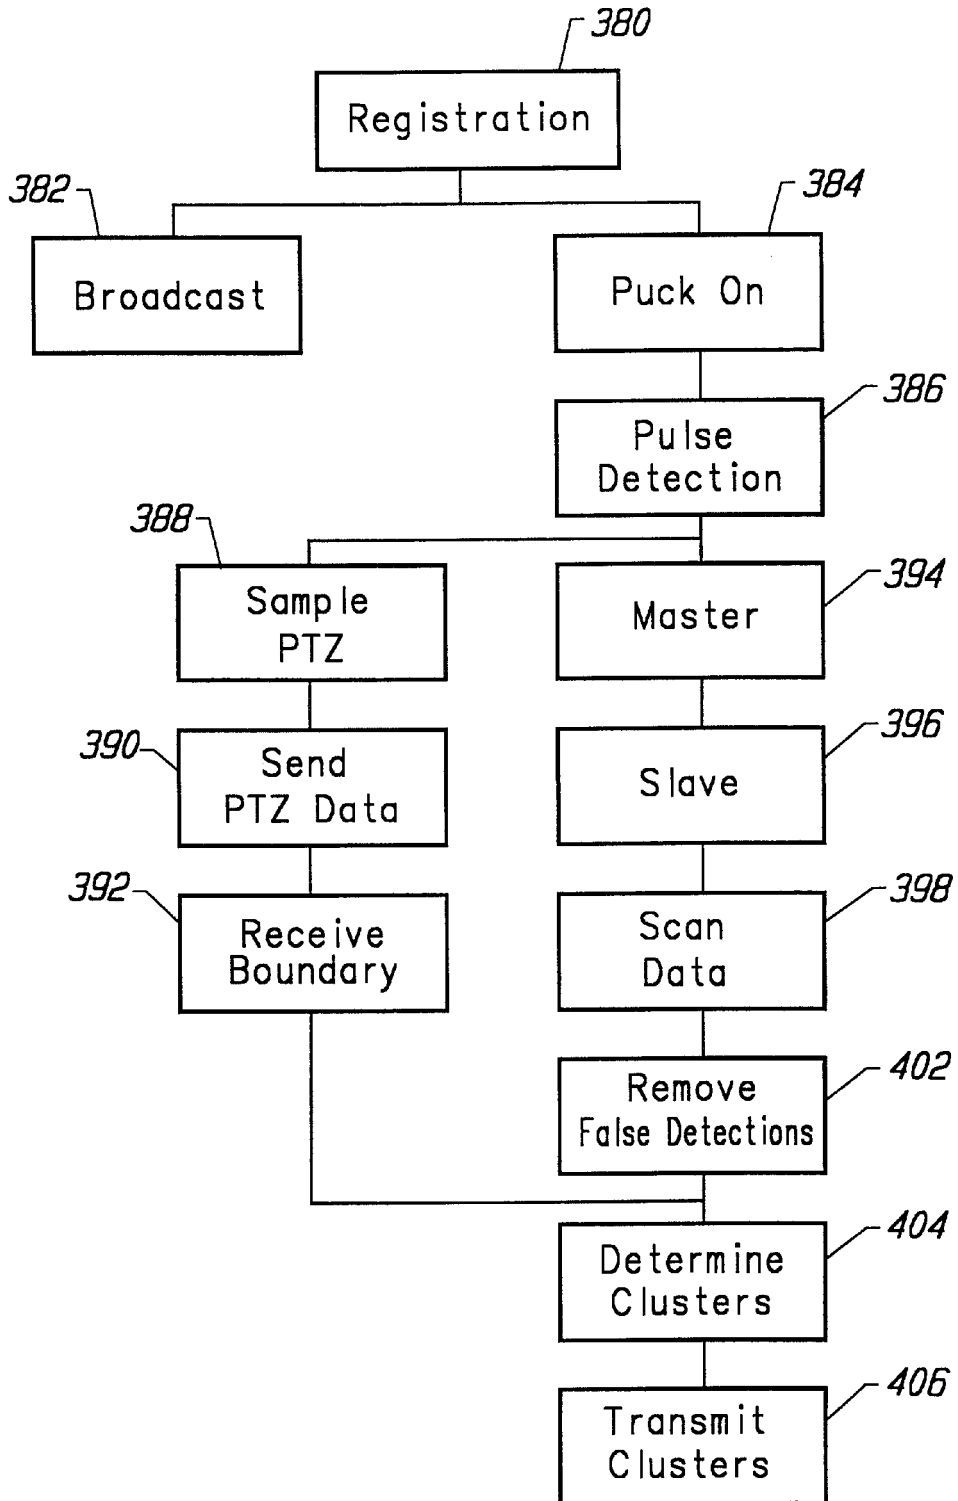 380
Registration
382
384
Broadcast
Puck On
386
Pulse
Detection
388
394
Sample
PTZ
Master
390
396
Send
PTZ Data
Slave
392
398
Receive
Boundary
Scan
Data
402
Remove
False Detections
404
Determine
Clusters
406
Transmit
Clusters